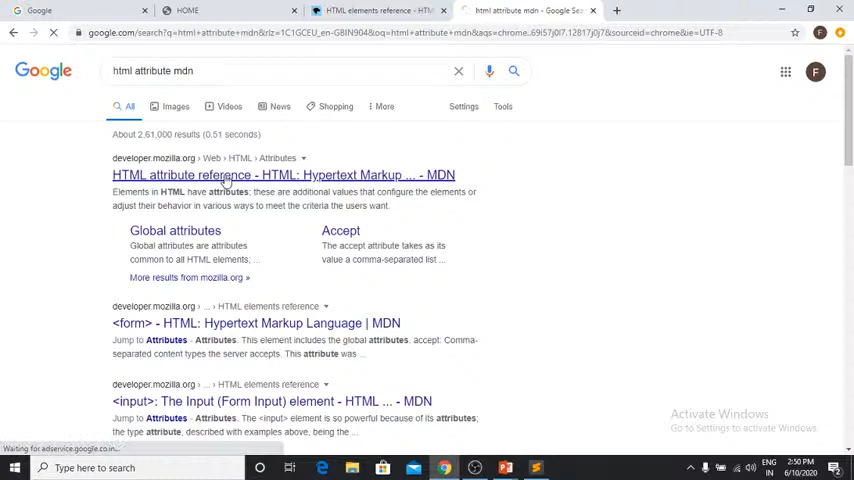 Google
HOME
HTML elements reference - HTML:
html attribute mdn - Google Sea
google.com/search?q=html+attribute+mdn&rlz=1C1GCEU_en-GBIN904&oq=html+attribute+mdn&aqs=chrome..69i57j0l7.12817j0j7&sourceid=chrome&ie=UTF-8
F
Google
html attribute mdn
F
All
Images
Videos
News
Shopping
More
Settings
Tools
About 2,61,000 results (0.51 seconds)
developer.mozilla.org › Web › HTML › Attributes
HTML attribute reference - HTML: Hypertext Markup ... - MDN
Elements in HTML have attributes; these are additional values that configure the elements or
adjust their behavior in various ways to meet the criteria the users want.
Global attributes
Accept
Global attributes are attributes
The accept attribute takes as its
common to all HTML elements; ...
value a comma-separated list ...
More results from mozilla.org »
developer.mozilla.org › ... › HTML elements reference
<form> - HTML: Hypertext Markup Language | MDN
Jump to Attributes - Attributes. This element includes the global attributes. accept: Comma-
separated content types the server accepts. This attribute was ...
developer.mozilla.org › ... › HTML elements reference
<input>: The Input (Form Input) element - HTML ... - MDN
Jump to Attributes - Attributes. The <input> element is so powerful because of its attributes;
the type attribute, described with examples above, being the ...
Activate Windows
Go to Settings to activate Windows.
Waiting for adservice.google.co.in...
Type here to search
ENG
IN
2:50 PM
6/10/2020
2